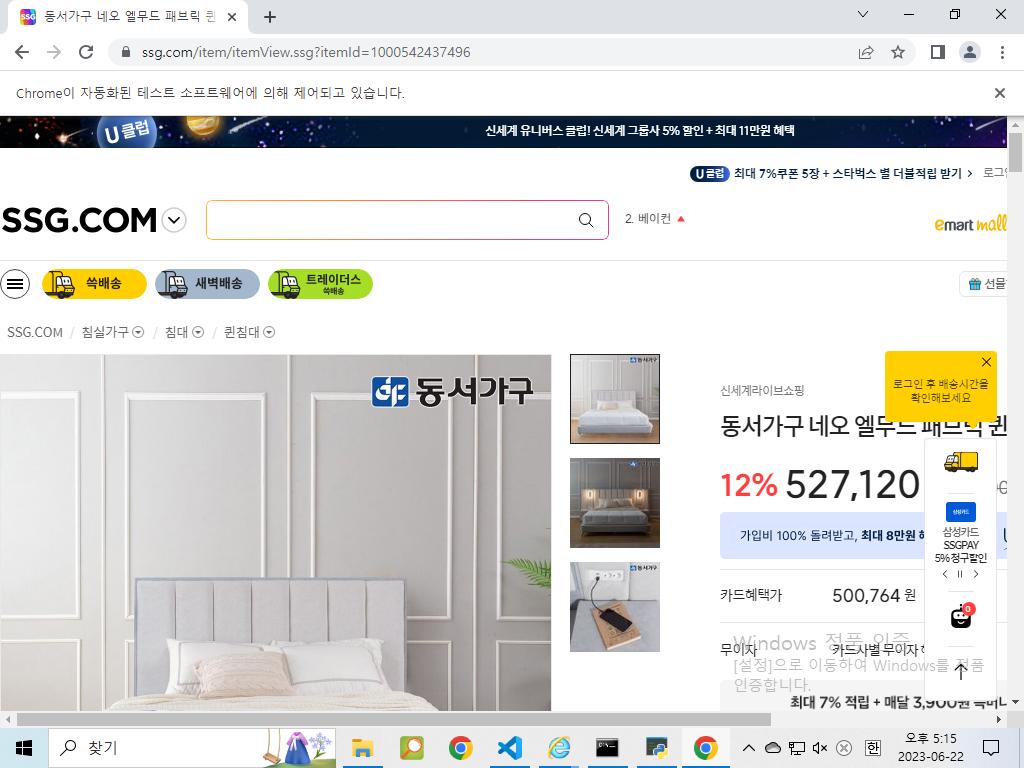 동서가구 네오 엘무드 패브릭 퀸
ssg.com/item/itemView.ssg?itemId=1000542437496
Chrome이 자동화된 테스트 소프트웨어에 의해 제어되고 있습니다.
U클럽
신세계 유니버스 클럽! 신세계 그룹사 5% 할인 + 최대 11만원 혜택
U클럽 최대 7%쿠폰 5장 + 스타벅스 별 더블적립 받기
SSG.COM
2. 베이컨
emart mall
쓱배송
새벽배송
트레이더스
쓱배송
선물
SSG.COM / 침실가구 / 침대 / 퀸침대
동서가구
동서가구
동서가구
신세계라이브쇼핑
로그인 후 배송시간을
확인해보세요
동서가구 네오 엘무드 패브릭 퀸
12% 527,120
가입비 100% 돌려받고, 최대 8만원
삼성카드
삼성카드
SSGPAY
5% 청구할인
카드혜택가 500,764 원
0
무이자 카드사별 무이자
Windows 정품 인증
[설정]으로 이동하여 Windows를 정품
인증합니다.
최대 7% 적립 + 매달 3,900원
찾기
오후 5:15
2023-06-22
한